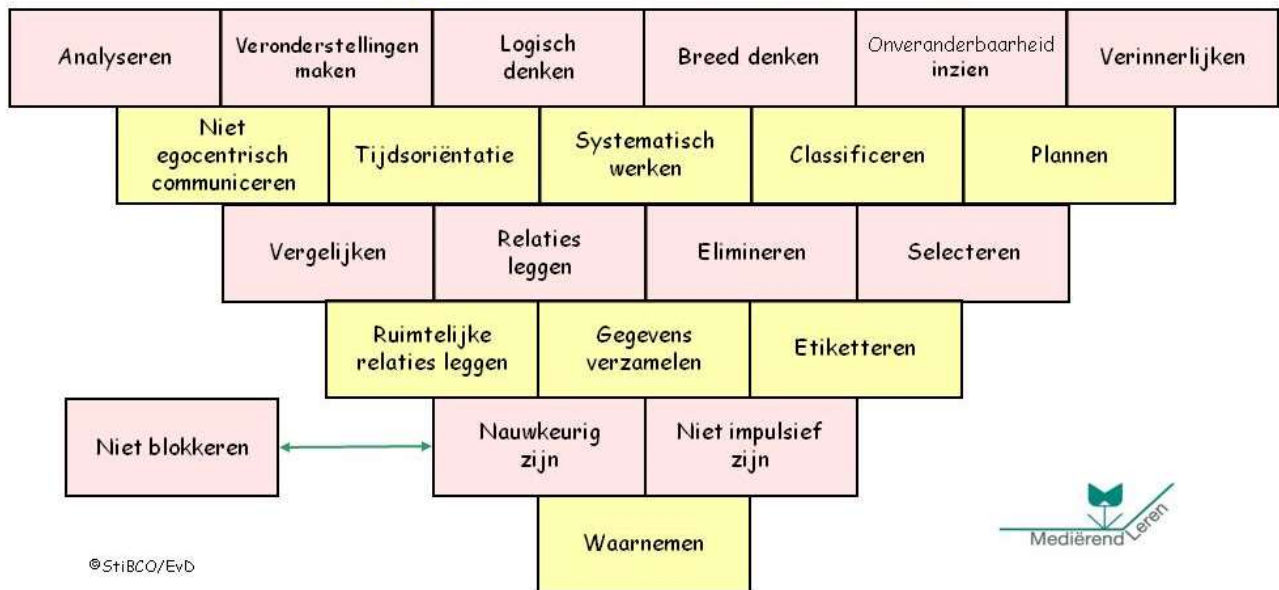 Analyseren
Veronderstellingen
maken
Logisch
denken
Breed denken
Onveranderbaarheid
inzien
Verinnerlijken
Niet
egocentrisch
communiceren
Tijdsoriëntatie
Systematisch
werken
Classificeren
Plannen
Vergelijken
Relaties
leggen
Elimineren
Selecteren
Ruimtelijke
relaties leggen
Gegevens
verzamelen
Etiketteren
Niet blokkeren
Nauwkeurig
zijn
Niet impulsief
zijn
Waarnemen
Mediërend Leren
©StiBCO/EvD